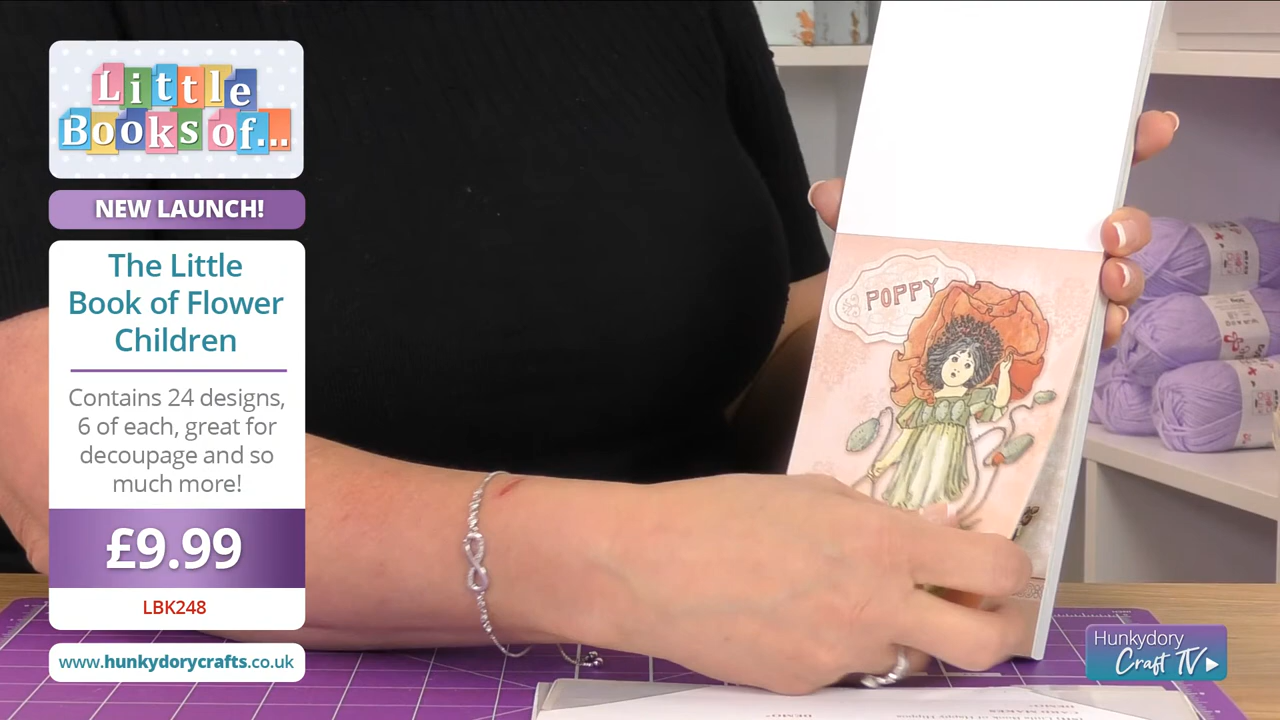 Little
Books of...
NEW LAUNCH!
The Little
Book of Flower
Children
Contains 24 designs,
6 of each, great for
decoupage and so
much more!
£9.99
LBK248
www.hunkydorycrafts.co.uk
POPPY
Hunkydory
Craft TV